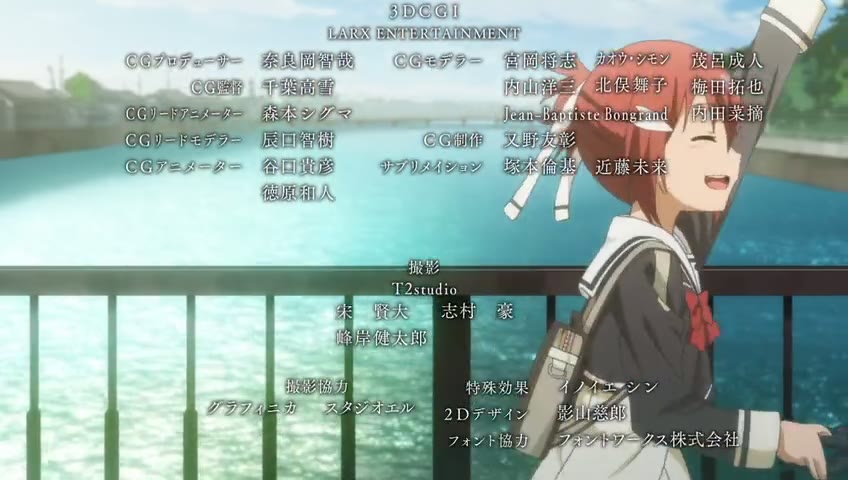 3DCGI
LARX ENTERTAINMENT
CGプロデューサー 奈良岡智哉 CGモデラー 宮岡将志 カオウ・シモン 茂呂成人
CG監督 千葉高雪 内山洋三 北俣舞子 梅田拓也
CGリードアニメーター 森本シグマ Jean-Baptiste Bongrand 内田菜摘
CGリードモデラー 辰口智樹 CG制作 又野友彰
CGアニメーター 谷口貴彦 サブリメイション 塚本倫基 近藤未来
徳原和人
撮影
T2studio
宋 賢大 志村 豪
峰岸健太郎
撮影協力 特殊効果 イノイエ シン
グラフィニカ スタジオエル 2Dデザイン 影山慈郎
フォント協力 フォントワークス株式会社